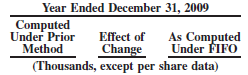 Year Ended December 31, 2009
Computed
Under Prior Effect of As Computed
Method Change Under FIFO
(Thousands, except per share data)